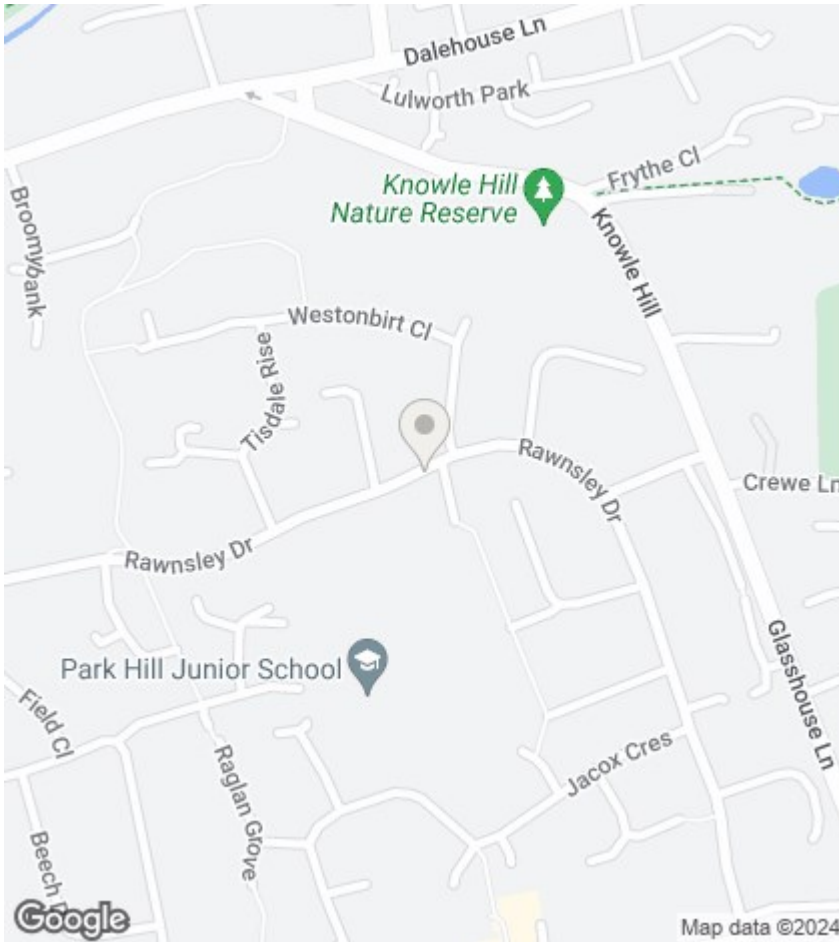 Dalehouse Ln
Lulworth Park
Frythe Cl
Knowle Hill
Nature Reserve
Broomybank
Knowle Hill
Westonbirt Cl
Tisdale Rise
Rawnsley Dr
Crewe Ln
Rawnsley Dr
Park Hill Junior School
Glasshouse Ln
Field Cl
Raglan Grove
Jacox Cres
Beech
Google
Map data ©2024